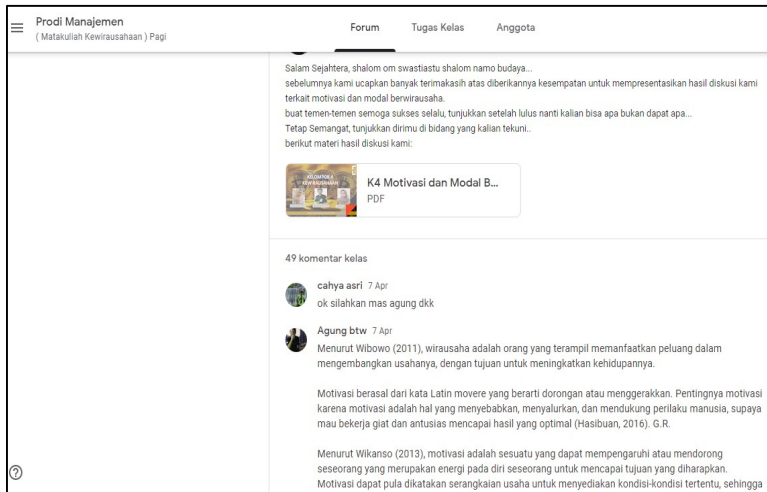 Prodi Manajemen
( Matakuliah Kewirausahaan ) Pagi
Forum
Tugas Kelas
Anggota
Salam Sejahtera, shalom om swastiastu shalom namo budaya...
sebelumnya kami ucapkan banyak terimakasih atas diberikannya kesempatan untuk mempresentasikan hasil diskusi kami
terkait motivasi dan modal berwirausaha.
buat temen-temen semoga sukses selalu, tunjukkan setelah lulus nanti kalian bisa apa bukan dapat apa...
Tetap Semangat, tunjukkan dirimu di bidang yang kalian tekuni..
berikut materi hasil diskusi kami:
KELOMPOK 4
KEWIRAUSAHAAN
K4 Motivasi dan Modal B...
PDF
49 komentar kelas
cahya asri 7 Apr
ok silahkan mas agung dkk
Agung btw 7 Apr
Menurut Wibowo (2011), wirausaha adalah orang yang terampil memanfaatkan peluang dalam
mengembangkan usahanya, dengan tujuan untuk meningkatkan kehidupannya.
Motivasi berasal dari kata Latin movere yang berarti dorongan atau menggerakkan. Pentingnya motivasi
karena motivasi adalah hal yang menyebabkan, menyalurkan, dan mendukung perilaku manusia, supaya
mau bekerja giat dan antusias mencapai hasil yang optimal (Hasibuan, 2016). G.R.
Menurut Wikanso (2013), motivasi adalah sesuatu yang dapat mempengaruhi atau mendorong
seseorang yang merupakan energi pada diri seseorang untuk mencapai tujuan yang diharapkan.
Motivasi dapat pula dikatakan serangkaian usaha untuk menyediakan kondisi-kondisi tertentu, sehingga